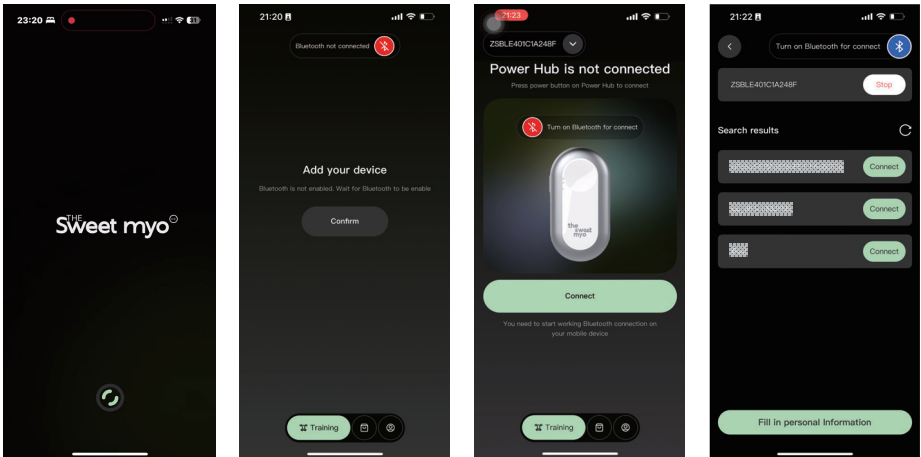 23:20
31
THE
Sweet myo
21:20
Bluetooth not connected
Add your device
Bluetooth is not enabled. Wait for Bluetooth to be enable
Confirm
Training
21:23
ZSBLE401C1A248F
Power Hub is not connected
Press power button on Power Hub to connect
Turn on Bluetooth for connect
the
sweet
myo
Connect
You need to start working Bluetooth connection on
your mobile device
Training
21:22
Turn on Bluetooth for connect
ZSBLE401C1A248F
Stop
Search results
Connect
Connect
Connect
Fill in personal Information